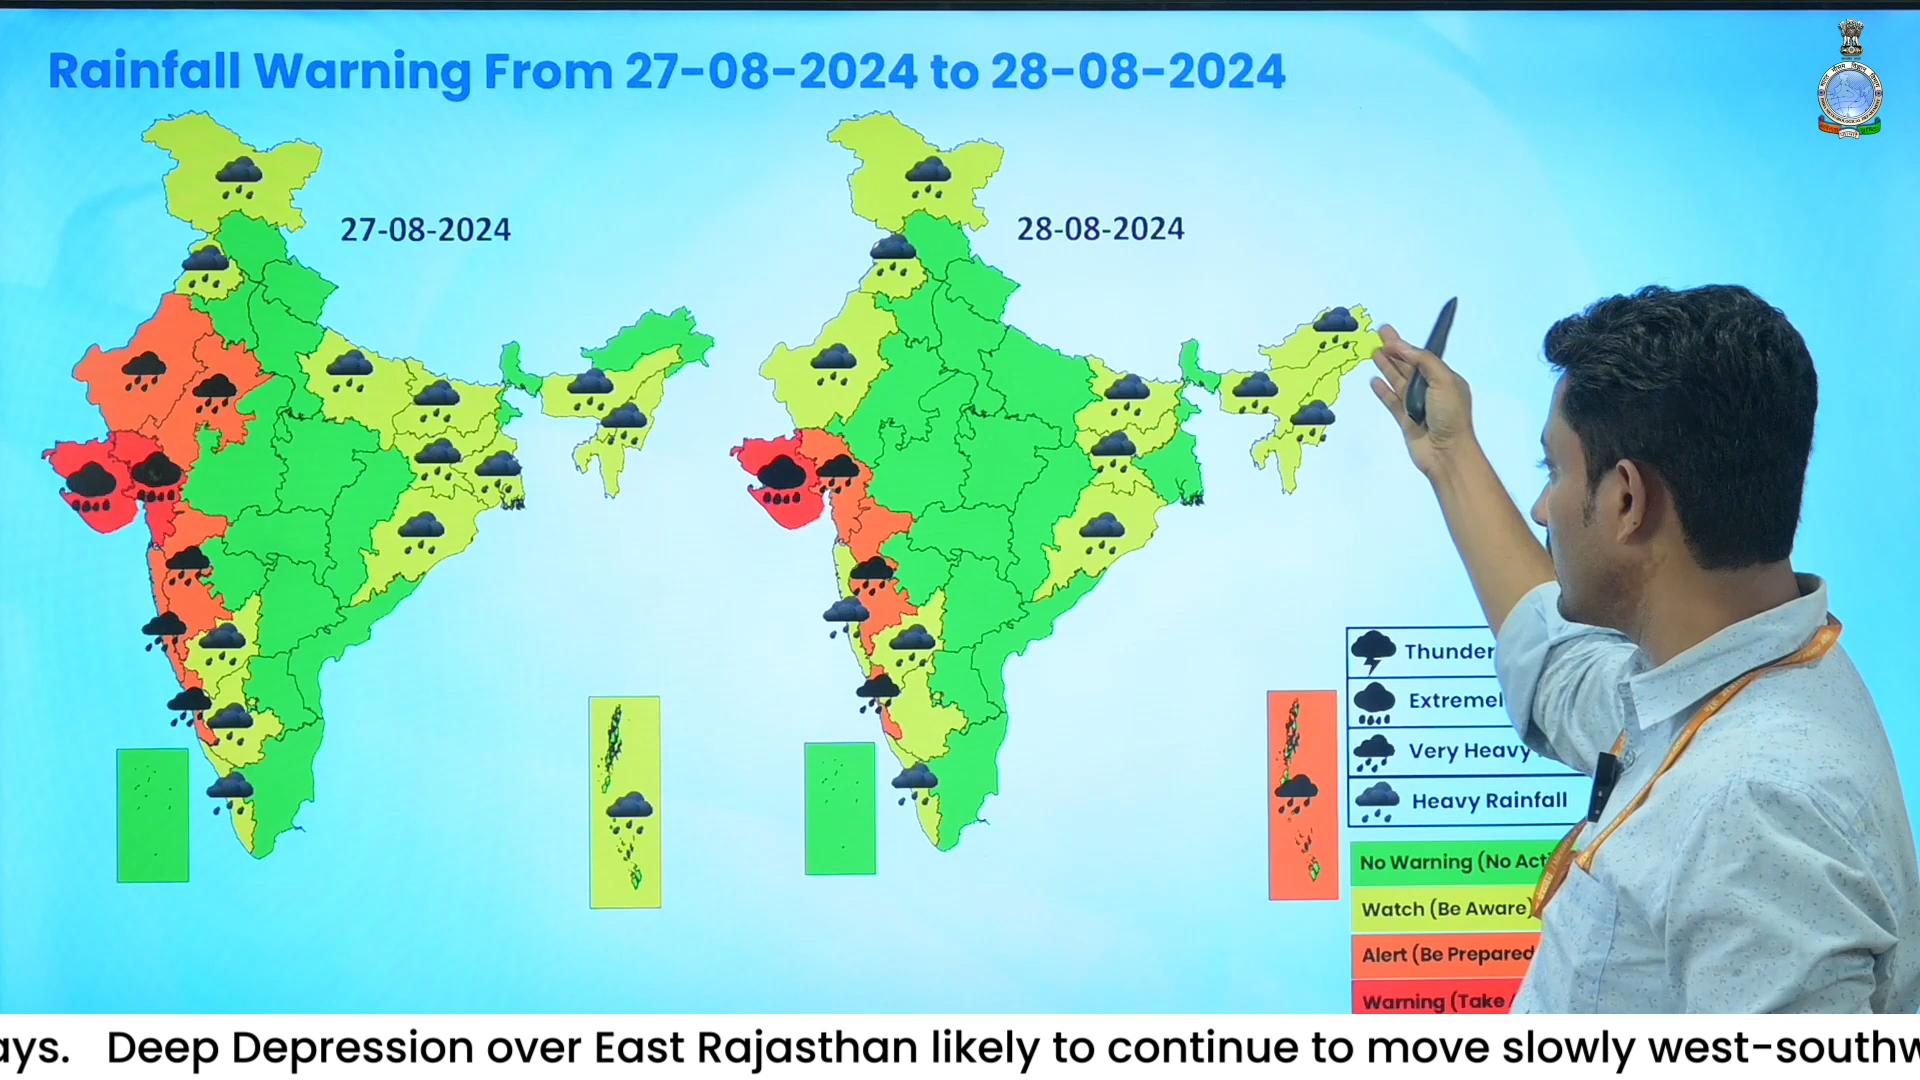 Rainfall Warning From 27-08-2024 to 28-08-2024
27-08-2024
28-08-2024
Thunder
Extremel
Very Heavy
Heavy Rainfall
No Warning (No Acti
Watch (Be Aware)
Alert (Be Prepared
Warning (Take
ays. Deep Depression over East Rajasthan likely to continue to move slowly west-southw